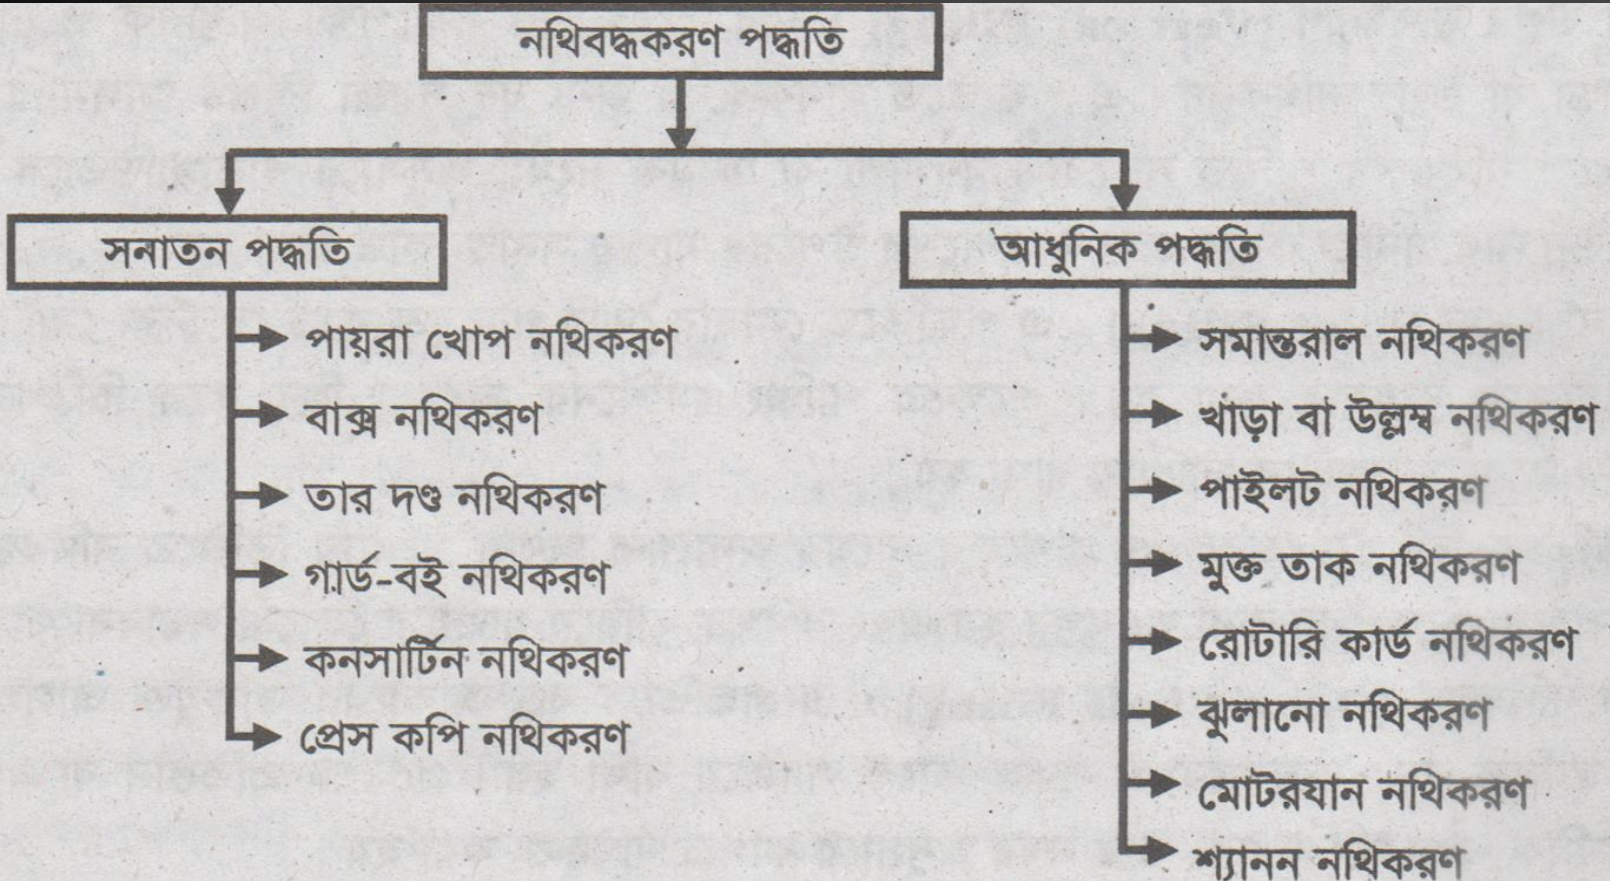 নথিবদ্ধকরণ পদ্ধতি
সনাতন পদ্ধতি
পায়রা খোপ নথিকরণ
বাক্স নথিকরণ
তার দণ্ড নথিকরণ
গার্ড-বই নথিকরণ
কনসার্টিন নথিকরণ
প্রেস কপি নথিকরণ
আধুনিক পদ্ধতি
সমান্তরাল নথিকরণ
খাড়া বা উল্লম্ব নথিকরণ
পাইলট নথিকরণ
মুক্ত তাক নথিকরণ
রোটারি কার্ড নথিকরণ
ঝুলানো নথিকরণ
মোটরযান নথিকরণ
শ্যানন নথিকরণ